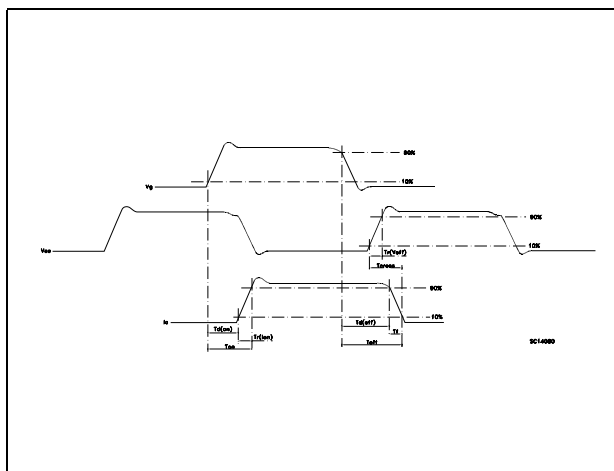 90%
10%
Vg
90%
10%
Vce
Tr(Voff)
Tcross
90%
10%
Ic
Td(on)
Td(off)
Tf
Tr(Ion)
Ton
Toff
SC14080